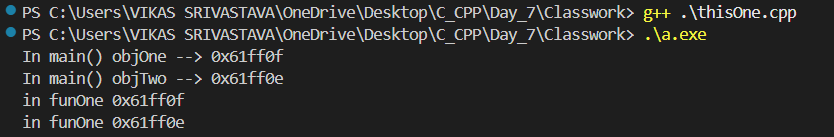 PS C:\Users\VIKAS SRIVASTAVA\OneDrive\Desktop\C_CPP\Day_7\Classwork> g++ .\thisOne.cpp
PS C:\Users\VIKAS SRIVASTAVA\OneDrive\Desktop\C_CPP\Day_7\Classwork> .\a.exe
In main() objOne --> 0x61ff0f
In main() objTwo --> 0x61ff0e
in funOne 0x61ff0f
in funOne 0x61ff0e